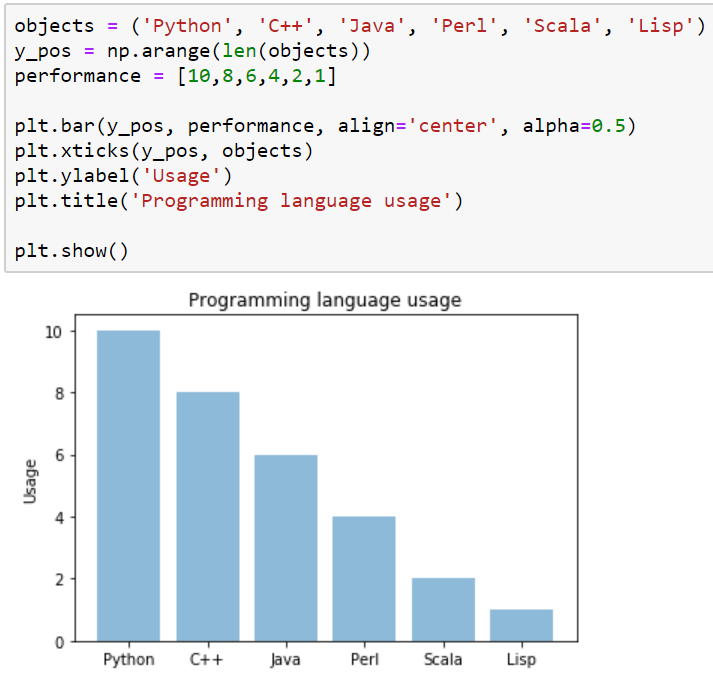 objects = ('Python', 'C++', 'Java', 'Perl', 'Scala', 'Lisp')
y_pos = np.arange(len(objects))
performance = [10,8,6,4,2,1]
plt.bar(y_pos, performance, align='center', alpha=0.5)
plt.xticks(y_pos, objects)
plt.ylabel('Usage')
plt.title('Programming language usage')
plt.show()
Programming language usage
10
8
6
4
2
0
Usage
Python C++ Java Perl Scala Lisp